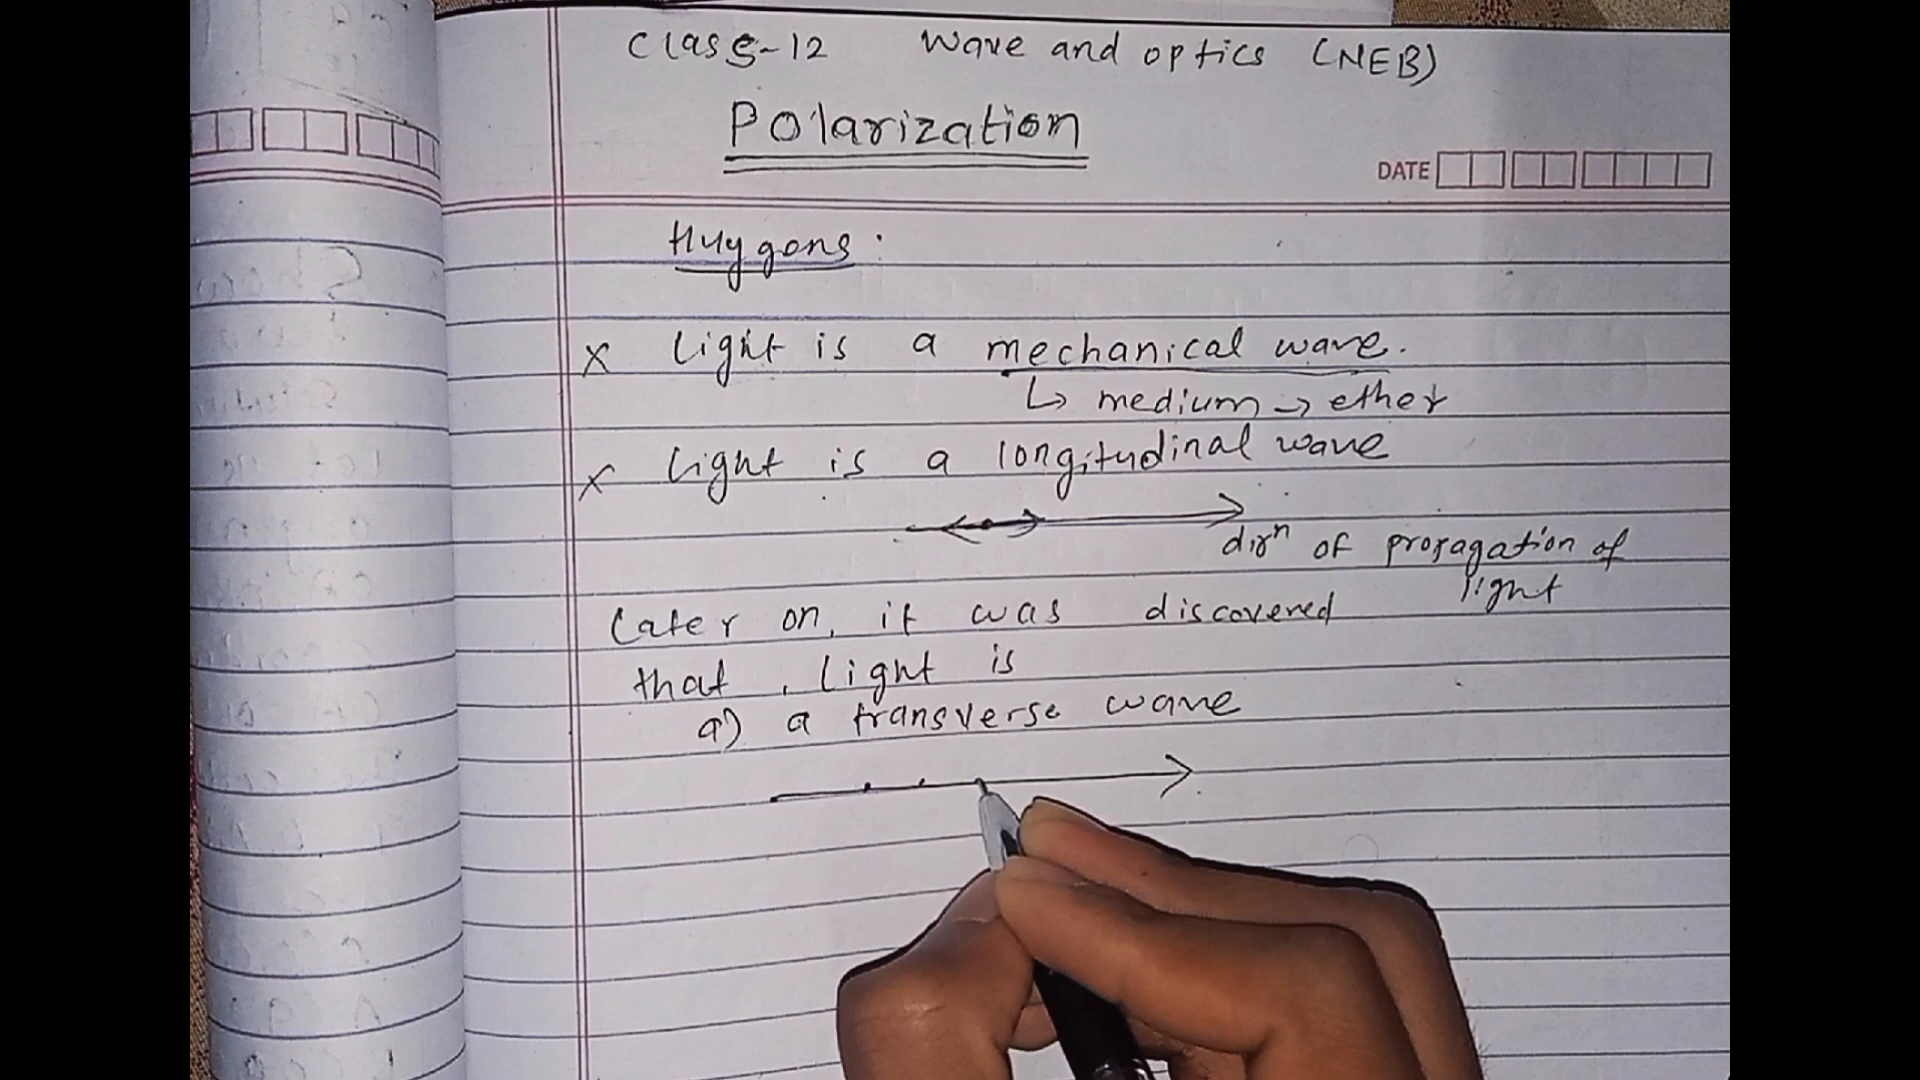 Class-12 Wave and optics (NEB)
Polarization
DATE
Huygens:
x Light is a mechanical wave.
↳ medium → ether
x Light is a longitudinal wave
dirⁿ of propagation of
light
Later on, it was discovered
that, Light is
a) a transverse wave